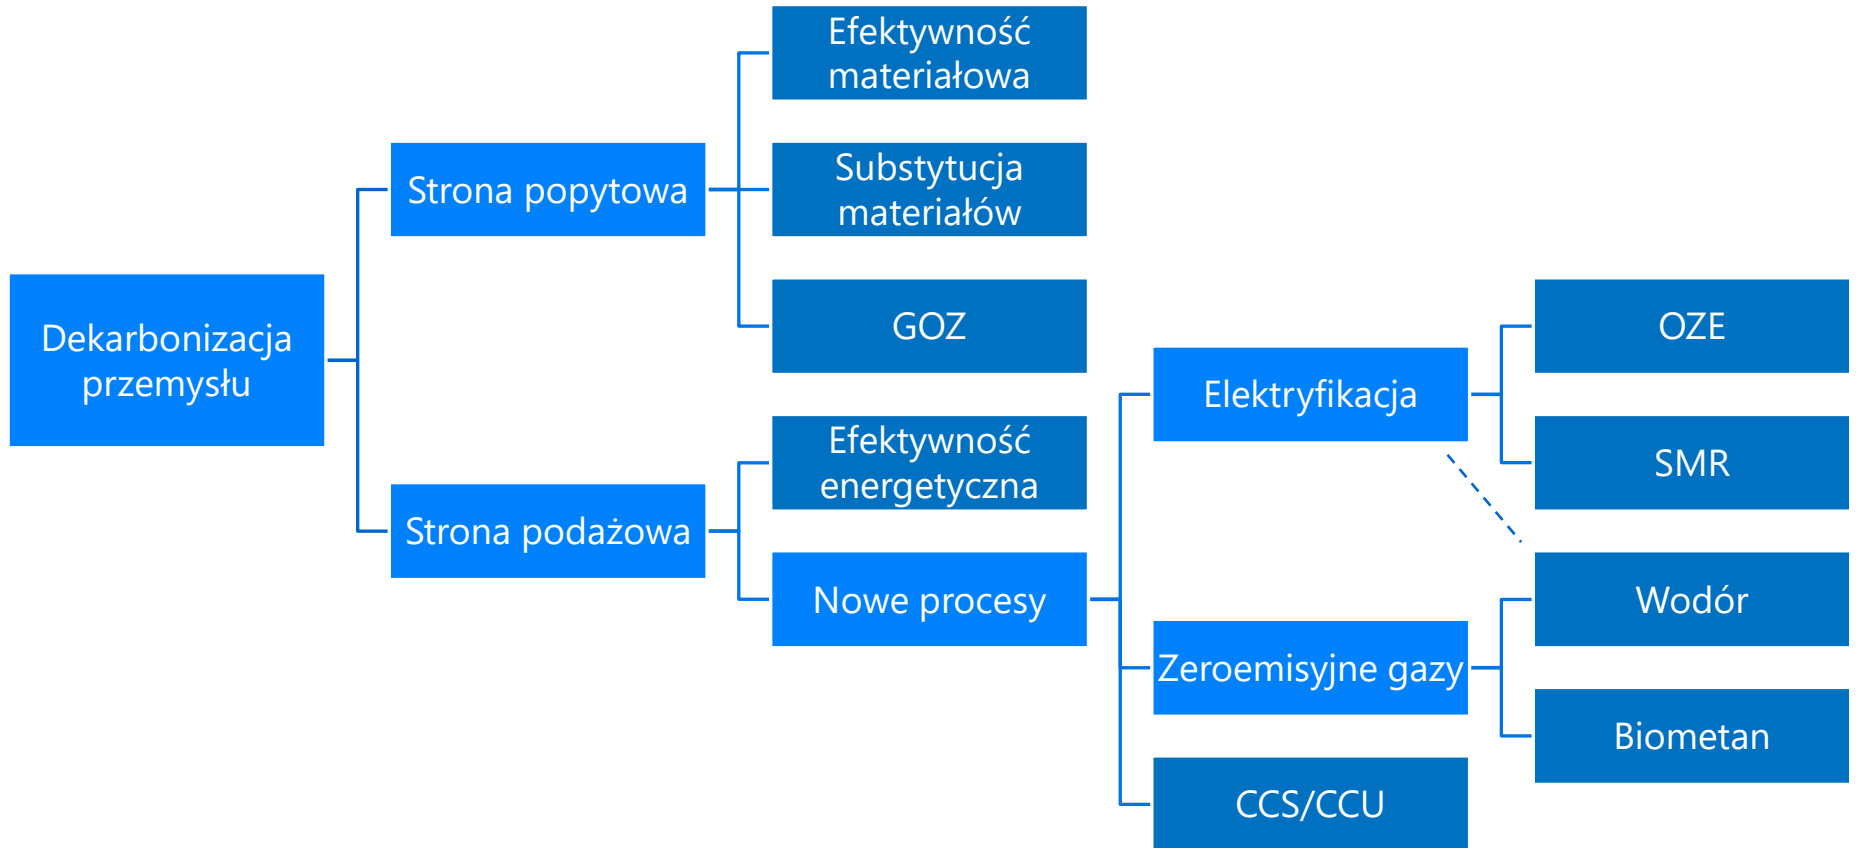 Dekarbonizacja
przemysłu
Strona popytowa
Efektywność
materiałowa
Substytucja
materiałów
GOZ
Strona podażowa
Efektywność
energetyczna
Nowe procesy
Elektryfikacja
OZE
SMR
Zeroemisyjne gazy
Wodór
Biometan
CCS/CCU